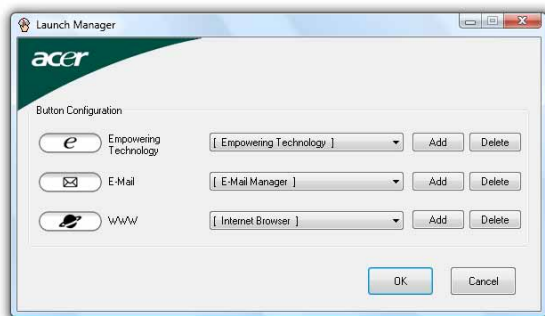 Launch Manager
acer
Button Configuration
e Empowering Technology [ Empowering Technology ] Add Delete
E-Mail [ E-Mail Manager ] Add Delete
WWW [ Internet Browser ] Add Delete
OK Cancel